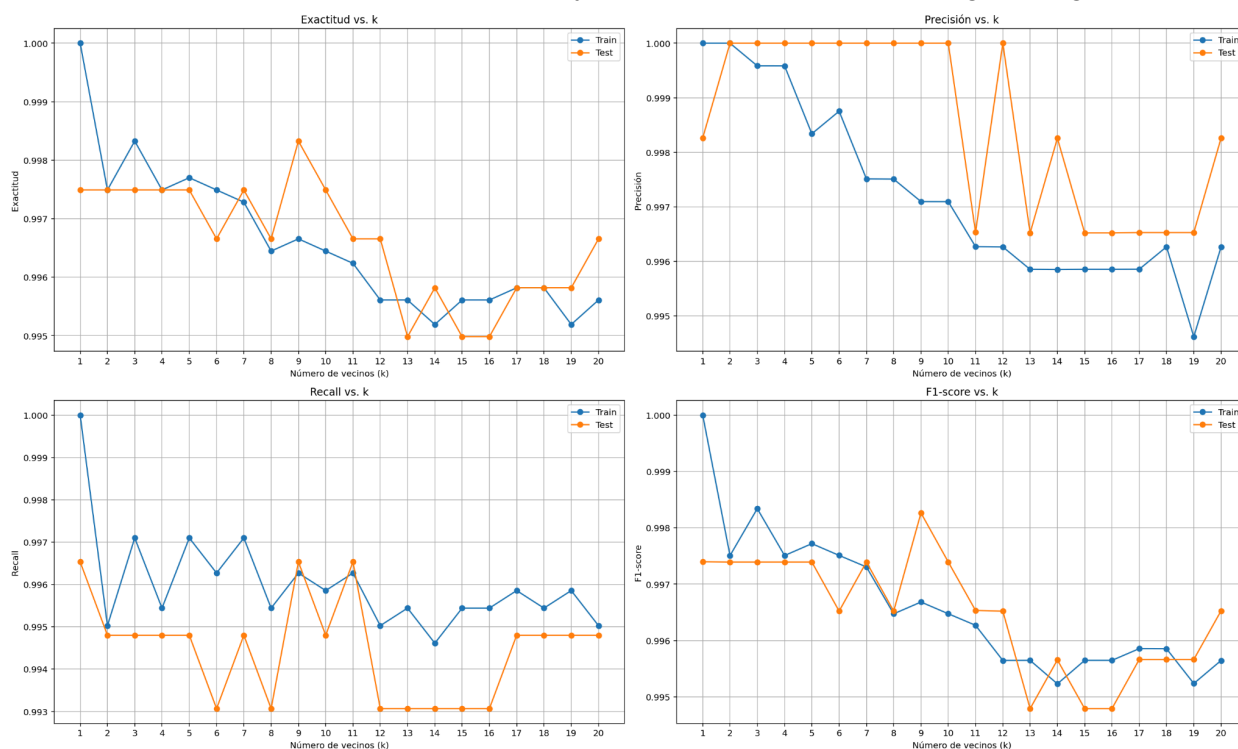 Exactitud vs. k
1.000
0.999
0.998
0.997
0.996
0.995
Exactitud
Train
Test
1 2 3 4 5 6 7 8 9 10 11 12 13 14 15 16 17 18 19 20
Número de vecinos (k)
Precisión vs. k
1.000
0.999
0.998
0.997
0.996
0.995
Precisión
Train
Test
1 2 3 4 5 6 7 8 9 10 11 12 13 14 15 16 17 18 19 20
Número de vecinos (k)
Recall vs. k
1.000
0.999
0.998
0.997
0.996
0.995
0.994
0.993
Recall
Train
Test
1 2 3 4 5 6 7 8 9 10 11 12 13 14 15 16 17 18 19 20
Número de vecinos (k)
F1-score vs. k
1.000
0.999
0.998
0.997
0.996
0.995
F1-score
Train
Test
1 2 3 4 5 6 7 8 9 10 11 12 13 14 15 16 17 18 19 20
Número de vecinos (k)